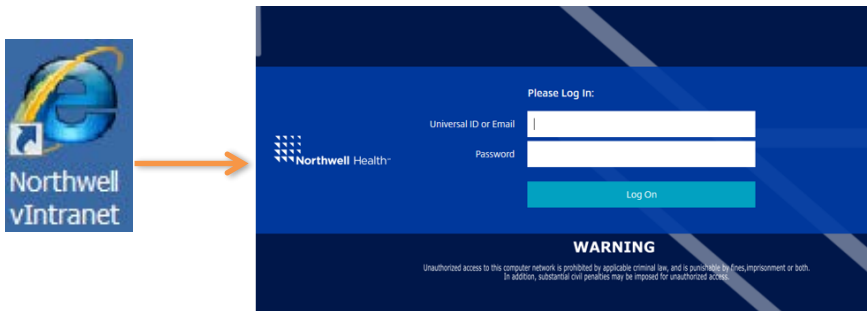 Northwell
vIntranet
Please Log In:
Universal ID or Email
Password
Northwell Health
Log On
WARNING
Unauthorized access to this computer network is prohibited by applicable criminal law, and is punishable by fines,imprisonment or both.
In addition, substantial civil penalties may be imposed for unauthorized access.